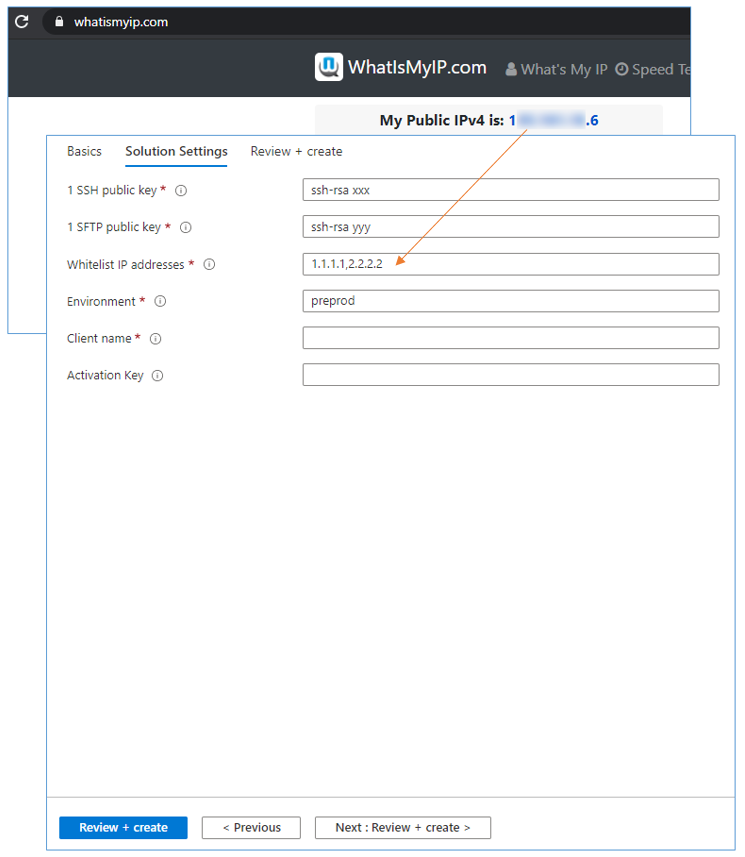 whatismyip.com
WhatIsMyIP.com What's My IP Speed Te
My Public IPv4 is: 1 .6
Basics Solution Settings Review + create
1 SSH public key * ssh-rsa xxx
1 SFTP public key * ssh-rsa yyy
Whitelist IP addresses * 1.1.1.1,2.2.2.2
Environment * preprod
Client name *
Activation Key
Review + create < Previous Next : Review + create >